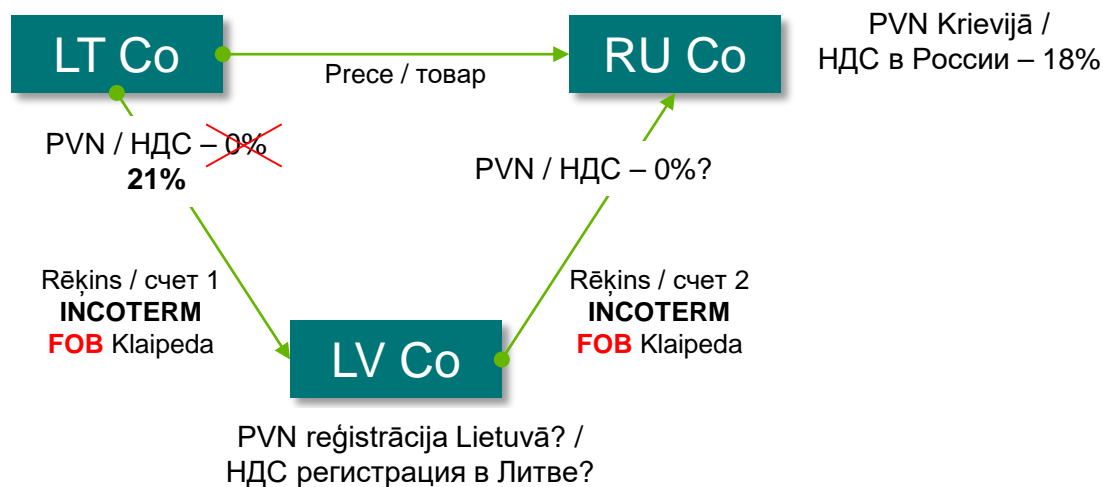 LT Co
RU Co
PVN Krievijā /
НДС в России – 18%
Prece / товар
PVN / НДС – 0%
21%
PVN / НДС – 0%?
Rēķins / счет 1
INCOTERM
FOB Klaipeda
Rēķins / счет 2
INCOTERM
FOB Klaipeda
LV Co
PVN reģistrācija Lietuvā? /
НДС регистрация в Литве?